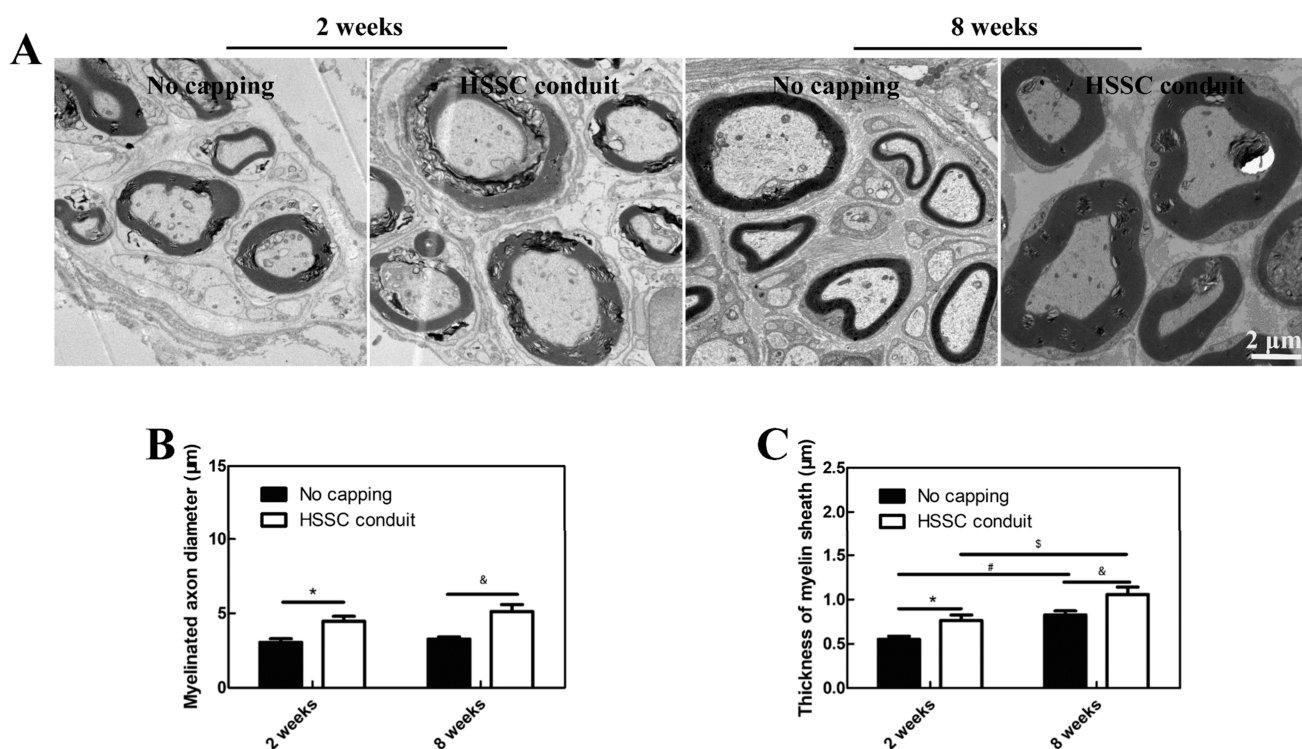 A
2 weeks
8 weeks
No capping
HSSC conduit
No capping
HSSC conduit
2 μm
B
Myelinated axon diameter (μm)
15
10
5
0
No capping
HSSC conduit
*
&
2 weeks
8 weeks
C
Thickness of myelin sheath (μm)
2.5
2.0
1.5
1.0
0.5
0.0
No capping
HSSC conduit
$
#
&
*
2 weeks
8 weeks